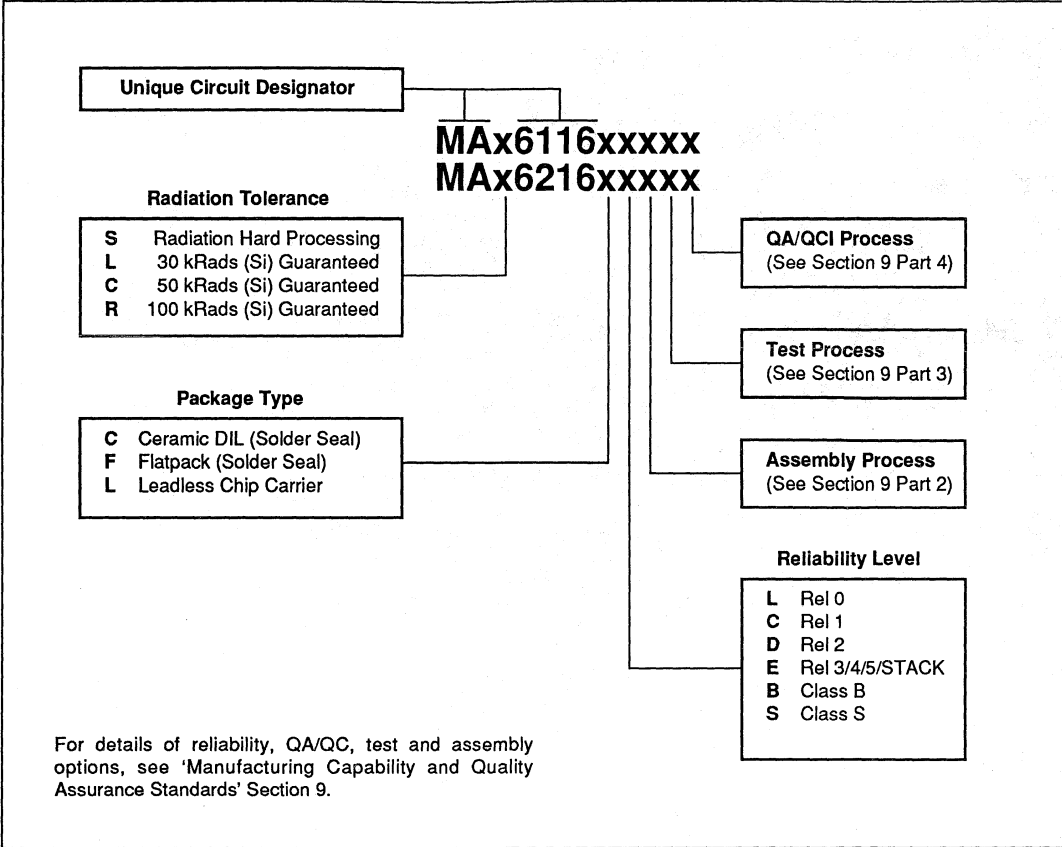 Unique Circuit Designator
MAx6116xxxxx
MAx6216xxxxx
Radiation Tolerance
S Radiation Hard Processing
L 30 kRads (Si) Guaranteed
C 50 kRads (Si) Guaranteed
R 100 kRads (Si) Guaranteed
Package Type
C Ceramic DIL (Solder Seal)
F Flatpack (Solder Seal)
L Leadless Chip Carrier
QA/QCI Process
(See Section 9 Part 4)
Test Process
(See Section 9 Part 3)
Assembly Process
(See Section 9 Part 2)
Reliability Level
L Rel 0
C Rel 1
D Rel 2
E Rel 3/4/5/STACK
B Class B
S Class S
For details of reliability, QA/QC, test and assembly
options, see 'Manufacturing Capability and Quality
Assurance Standards' Section 9.